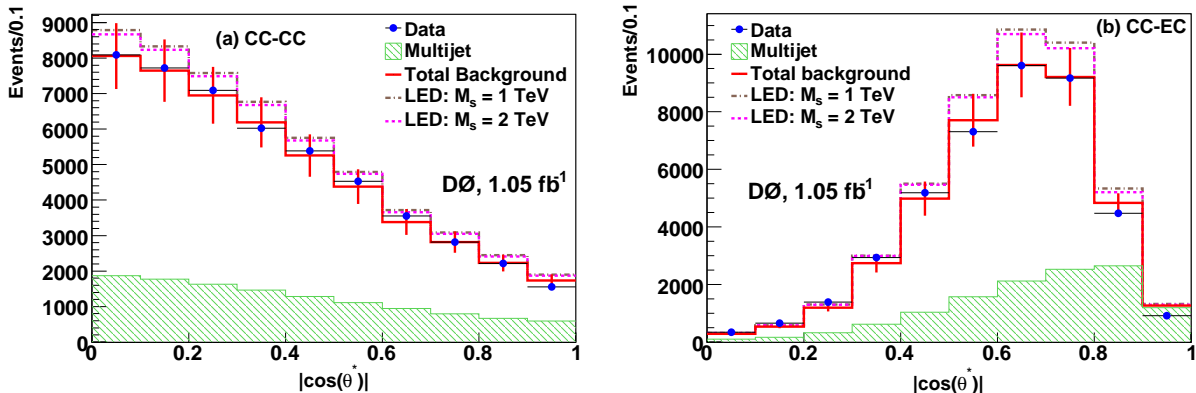 Events/0.1
9000
8000
7000
6000
5000
4000
3000
2000
1000
0
(a) CC-CC
Data
Multijet
Total Background
LED: Ms = 1 TeV
LED: Ms = 2 TeV
DØ, 1.05 fb-1
0 0.2 0.4 0.6 0.8 1
|cos(θ*)|
Events/0.1
10000
8000
6000
4000
2000
0
(b) CC-EC
Data
Multijet
Total background
LED: Ms = 1 TeV
LED: Ms = 2 TeV
DØ, 1.05 fb-1
0 0.2 0.4 0.6 0.8 1
|cos(θ*)|